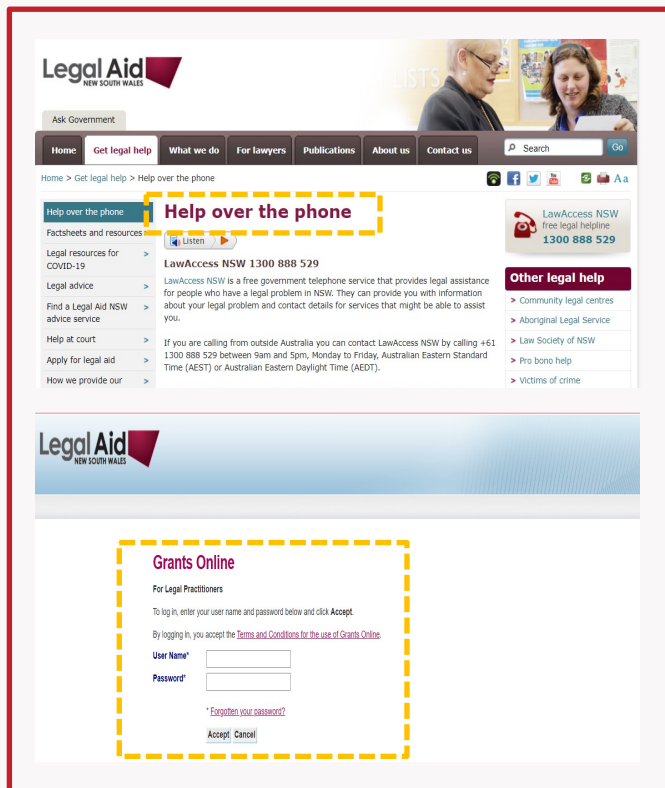 Legal Aid
NEW SOUTH WALES
LISTS
Ask Government
Home
Get legal help
What we do
For lawyers
Publications
About us
Contact us
Search
Go
Home > Get legal help > Help over the phone
Aa
Help over the phone
Factsheets and resources
Legal resources for >
COVID-19
Legal advice >
Find a Legal Aid NSW >
advice service
Help at court >
Apply for legal aid >
How we provide our >
Help over the phone
Listen
LawAccess NSW 1300 888 529
LawAccess NSW is a free government telephone service that provides legal assistance
for people who have a legal problem in NSW. They can provide you with information
about your legal problem and contact details for services that might be able to assist
you.
If you are calling from outside Australia you can contact LawAccess NSW by calling +61
1300 888 529 between 9am and 5pm, Monday to Friday, Australian Eastern Standard
Time (AEST) or Australian Eastern Daylight Time (AEDT).
LawAccess NSW
free legal helpline
1300 888 529
Other legal help
> Community legal centres
> Aboriginal Legal Service
> Law Society of NSW
> Pro bono help
> Victims of crime
Legal Aid
NEW SOUTH WALES
Grants Online
For Legal Practitioners
To log in, enter your user name and password below and click Accept.
By logging in, you accept the Terms and Conditions for the use of Grants Online.
User Name*
Password*
* Forgotten your password?
Accept Cancel